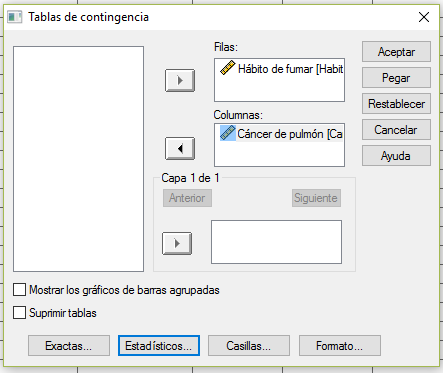 Tablas de contingencia
Filas:
Hábito de fumar [Habit
Columnas:
Cáncer de pulmón [Ca
Aceptar
Pegar
Restablecer
Cancelar
Ayuda
Capa 1 de 1
Anterior
Siguiente
Mostrar los gráficos de barras agrupadas
Suprimir tablas
Exactas...
Estadísticos...
Casillas...
Formato...